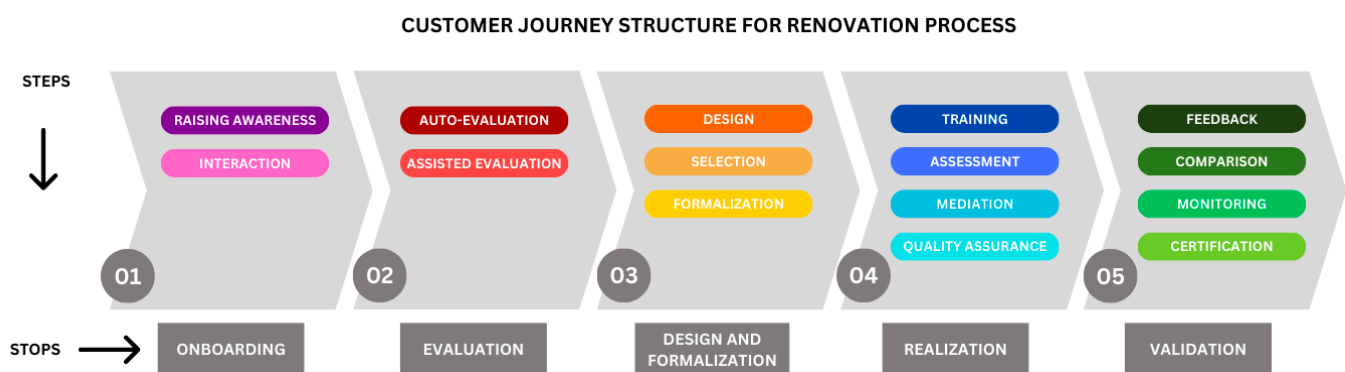 CUSTOMER JOURNEY STRUCTURE FOR RENOVATION PROCESS
STEPS
RAISING AWARENESS
INTERACTION
01
AUTO-EVALUATION
ASSISTED EVALUATION
02
DESIGN
SELECTION
FORMALIZATION
03
TRAINING
ASSESSMENT
MEDIATION
QUALITY ASSURANCE
04
FEEDBACK
COMPARISON
MONITORING
CERTIFICATION
05
STOPS
ONBOARDING
EVALUATION
DESIGN AND
FORMALIZATION
REALIZATION
VALIDATION